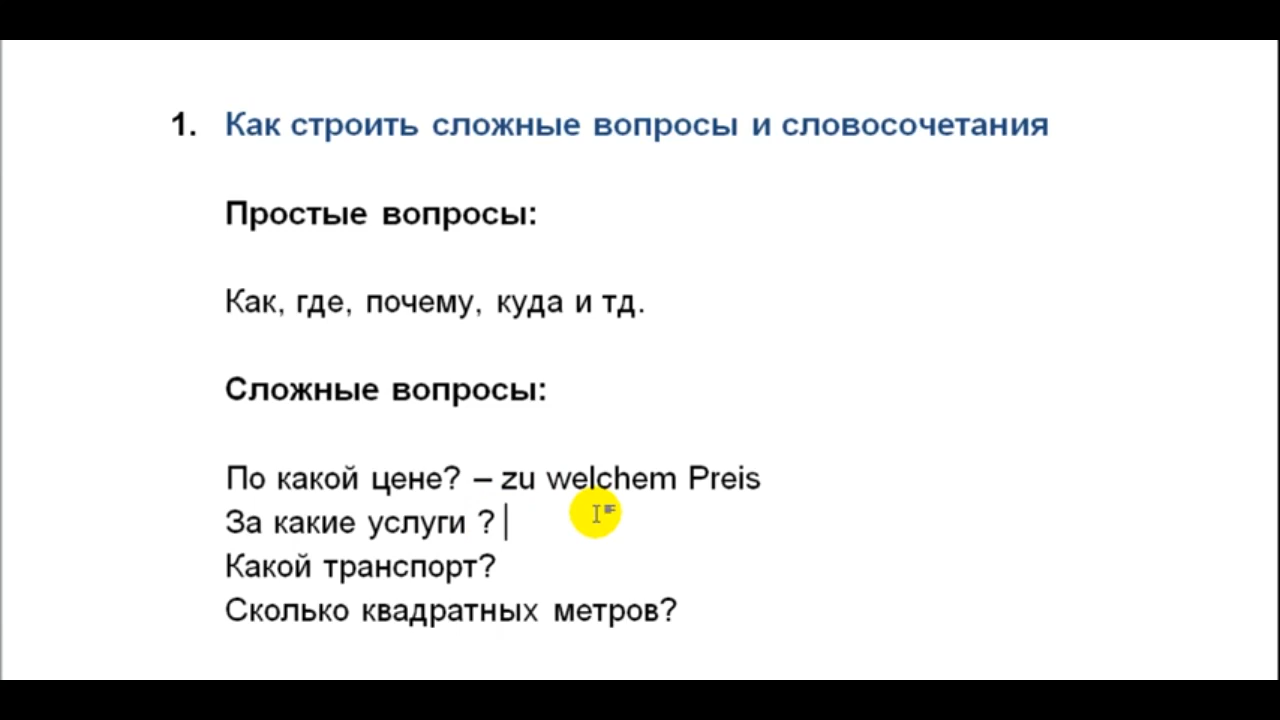 1. Как строить сложные вопросы и словосочетания
Простые вопросы:
Как, где, почему, куда и тд.
Сложные вопросы:
По какой цене? – zu welchem Preis
За какие услуги ?
Какой транспорт?
Сколько квадратных метров?